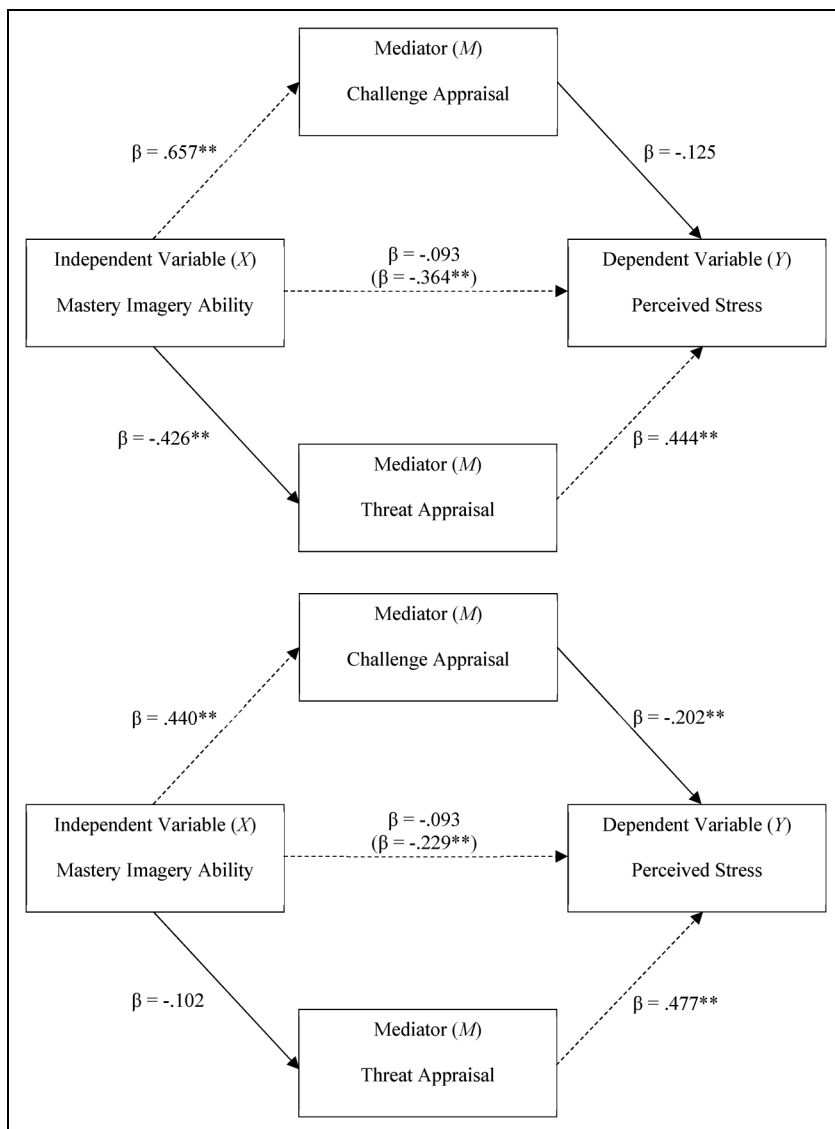 Mediator (M)
Challenge Appraisal
β = .657**
β = -.125
Independent Variable (X)
Mastery Imagery Ability
β = -.093
(β = -.364**)
Dependent Variable (Y)
Perceived Stress
β = -.426**
β = .444**
Mediator (M)
Threat Appraisal
Mediator (M)
Challenge Appraisal
β = .440**
β = -.202**
Independent Variable (X)
Mastery Imagery Ability
β = -.093
(β = -.229**)
Dependent Variable (Y)
Perceived Stress
β = -.102
β = .477**
Mediator (M)
Threat Appraisal